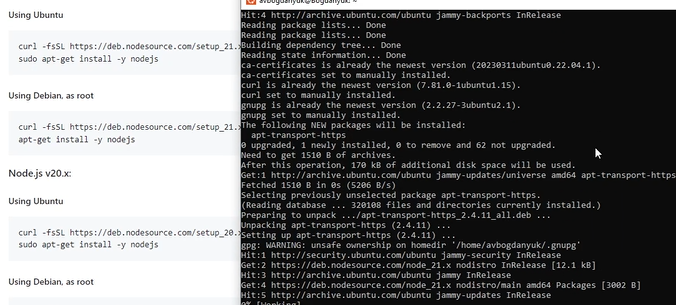 Using Ubuntu
curl -fsSL https://deb.nodesource.com/setup_21.
sudo apt-get install -y nodejs
Using Debian, as root
curl -fsSL https://deb.nodesource.com/setup_21.
apt-get install -y nodejs
Node.js v20.x:
Using Ubuntu
curl -fsSL https://deb.nodesource.com/setup_20.
sudo apt-get install -y nodejs
Using Debian, as root
avbogdanyuk@Bogdanyuk: ~
Hit:4 http://archive.ubuntu.com/ubuntu jammy-backports InRelease
Reading package lists... Done
Reading package lists... Done
Building dependency tree... Done
Reading state information... Done
ca-certificates is already the newest version (20230311ubuntu0.22.04.1).
ca-certificates set to manually installed.
curl is already the newest version (7.81.0-1ubuntu1.15).
curl set to manually installed.
gnupg is already the newest version (2.2.27-3ubuntu2.1).
gnupg set to manually installed.
The following NEW packages will be installed:
apt-transport-https
0 upgraded, 1 newly installed, 0 to remove and 62 not upgraded.
Need to get 1510 B of archives.
After this operation, 170 kB of additional disk space will be used.
Get:1 http://archive.ubuntu.com/ubuntu jammy-updates/universe amd64 apt-transport-https
Fetched 1510 B in 0s (5206 B/s)
Selecting previously unselected package apt-transport-https.
(Reading database ... 320108 files and directories currently installed.)
Preparing to unpack .../apt-transport-https_2.4.11_all.deb ...
Unpacking apt-transport-https (2.4.11) ...
Setting up apt-transport-https (2.4.11) ...
gpg: WARNING: unsafe ownership on homedir '/home/avbogdanyuk/.gnupg'
Hit:1 http://security.ubuntu.com/ubuntu jammy-security InRelease
Get:2 https://deb.nodesource.com/node_21.x nodistro InRelease [12.1 kB]
Hit:3 http://archive.ubuntu.com/ubuntu jammy InRelease
Get:4 https://deb.nodesource.com/node_21.x nodistro/main amd64 Packages [3002 B]
Hit:5 http://archive.ubuntu.com/ubuntu jammy-updates InRelease
0% [Working]